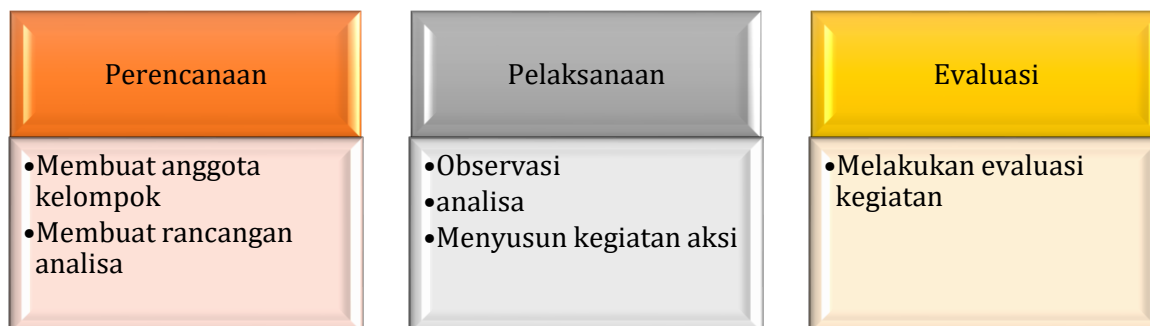 Perencanaan
•Membuat anggota
kelompok
•Membuat rancangan
analisa
Pelaksanaan
•Observasi
•analisa
•Menyusun kegiatan aksi
Evaluasi
•Melakukan evaluasi
kegiatan